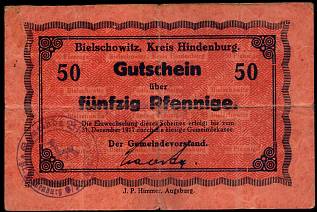 Bielschowitz, Kreis Hindenburg.
50 Gutschein 50
über
fünfzig Pfennige.
Die Einwechselung dieses Scheines erfolgt bis zum
31. Dezember 1917 durch die hiesige Gemeindekasse.
Der Gemeindevorstand.
J. P. Himmer, Augsburg.